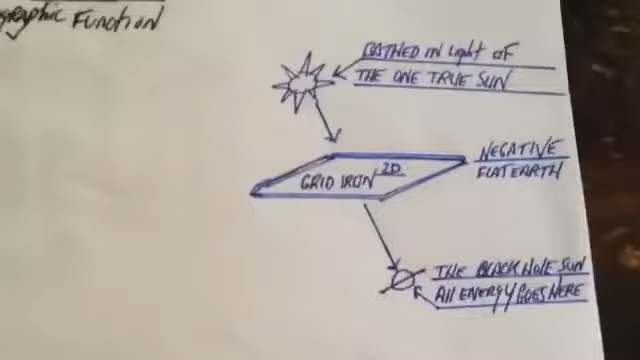 graphic Function
BATHED IN Light OF
THE ONE TRUE SUN
GRID IRON 2D
NEGATIVE
FLAT EARTH
THE BLACK HOLE SUN
All ENERGY GOES HERE